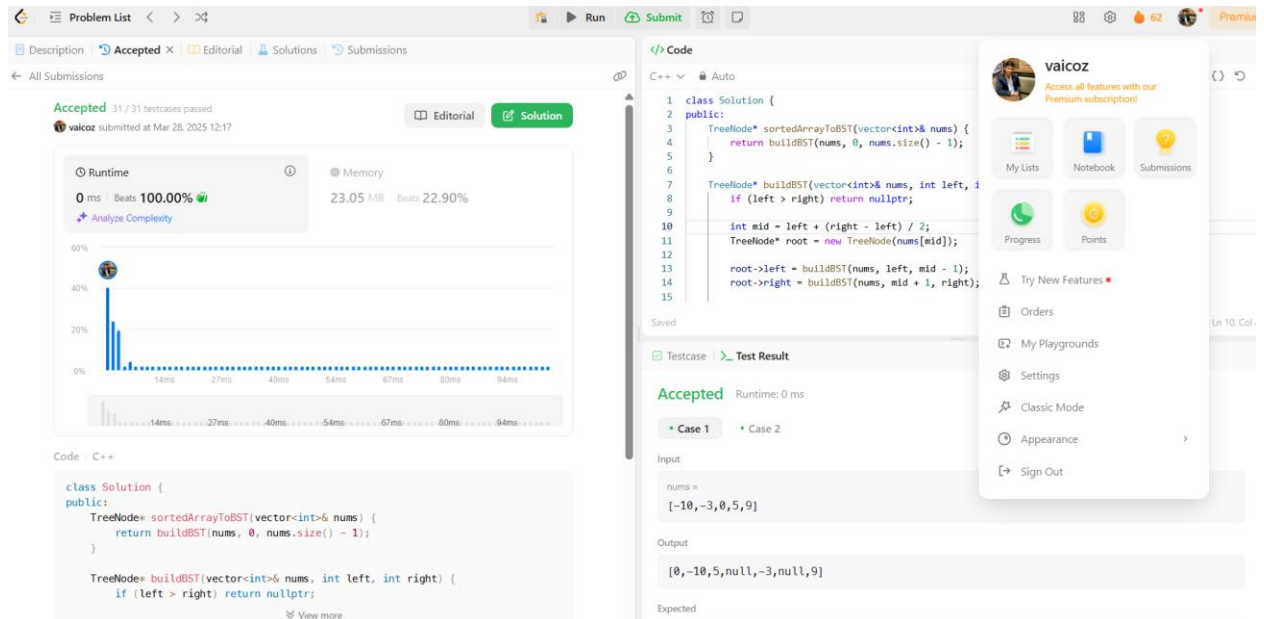 Problem List
Run
Submit
62
Premiu
Description
Accepted
Editorial
Solutions
Submissions
All Submissions
Accepted 31 / 31 testcases passed
vaicoz submitted at Mar 28, 2025 12:17
Editorial
Solution
Runtime
0 ms Beats 100.00%
Analyze Complexity
Memory
23.05 MB Beats 22.90%
60%
40%
20%
0%
14ms 27ms 40ms 54ms 67ms 80ms 94ms
14ms 27ms 40ms 54ms 67ms 80ms 94ms
Code | C++
class Solution {
public:
TreeNode* sortedArrayToBST(vector<int>& nums) {
return buildBST(nums, 0, nums.size() - 1);
}
TreeNode* buildBST(vector<int>& nums, int left, int right) {
if (left > right) return nullptr;
View more
</> Code
C++ Auto
1 class Solution {
2 public:
3 TreeNode* sortedArrayToBST(vector<int>& nums) {
4 return buildBST(nums, 0, nums.size() - 1);
5 }
6
7 TreeNode* buildBST(vector<int>& nums, int left, i
8 if (left > right) return nullptr;
9
10 int mid = left + (right - left) / 2;
11 TreeNode* root = new TreeNode(nums[mid]);
12
13 root->left = buildBST(nums, left, mid - 1);
14 root->right = buildBST(nums, mid + 1, right);
15
Saved
Ln 10, Col
Testcase
Test Result
Accepted Runtime: 0 ms
Case 1
Case 2
Input
nums =
[-10,-3,0,5,9]
Output
[0,-10,5,null,-3,null,9]
Expected
vaicoz
Access all features with our
Premium subscription!
My Lists
Notebook
Submissions
Progress
Points
Try New Features
Orders
My Playgrounds
Settings
Classic Mode
Appearance
Sign Out